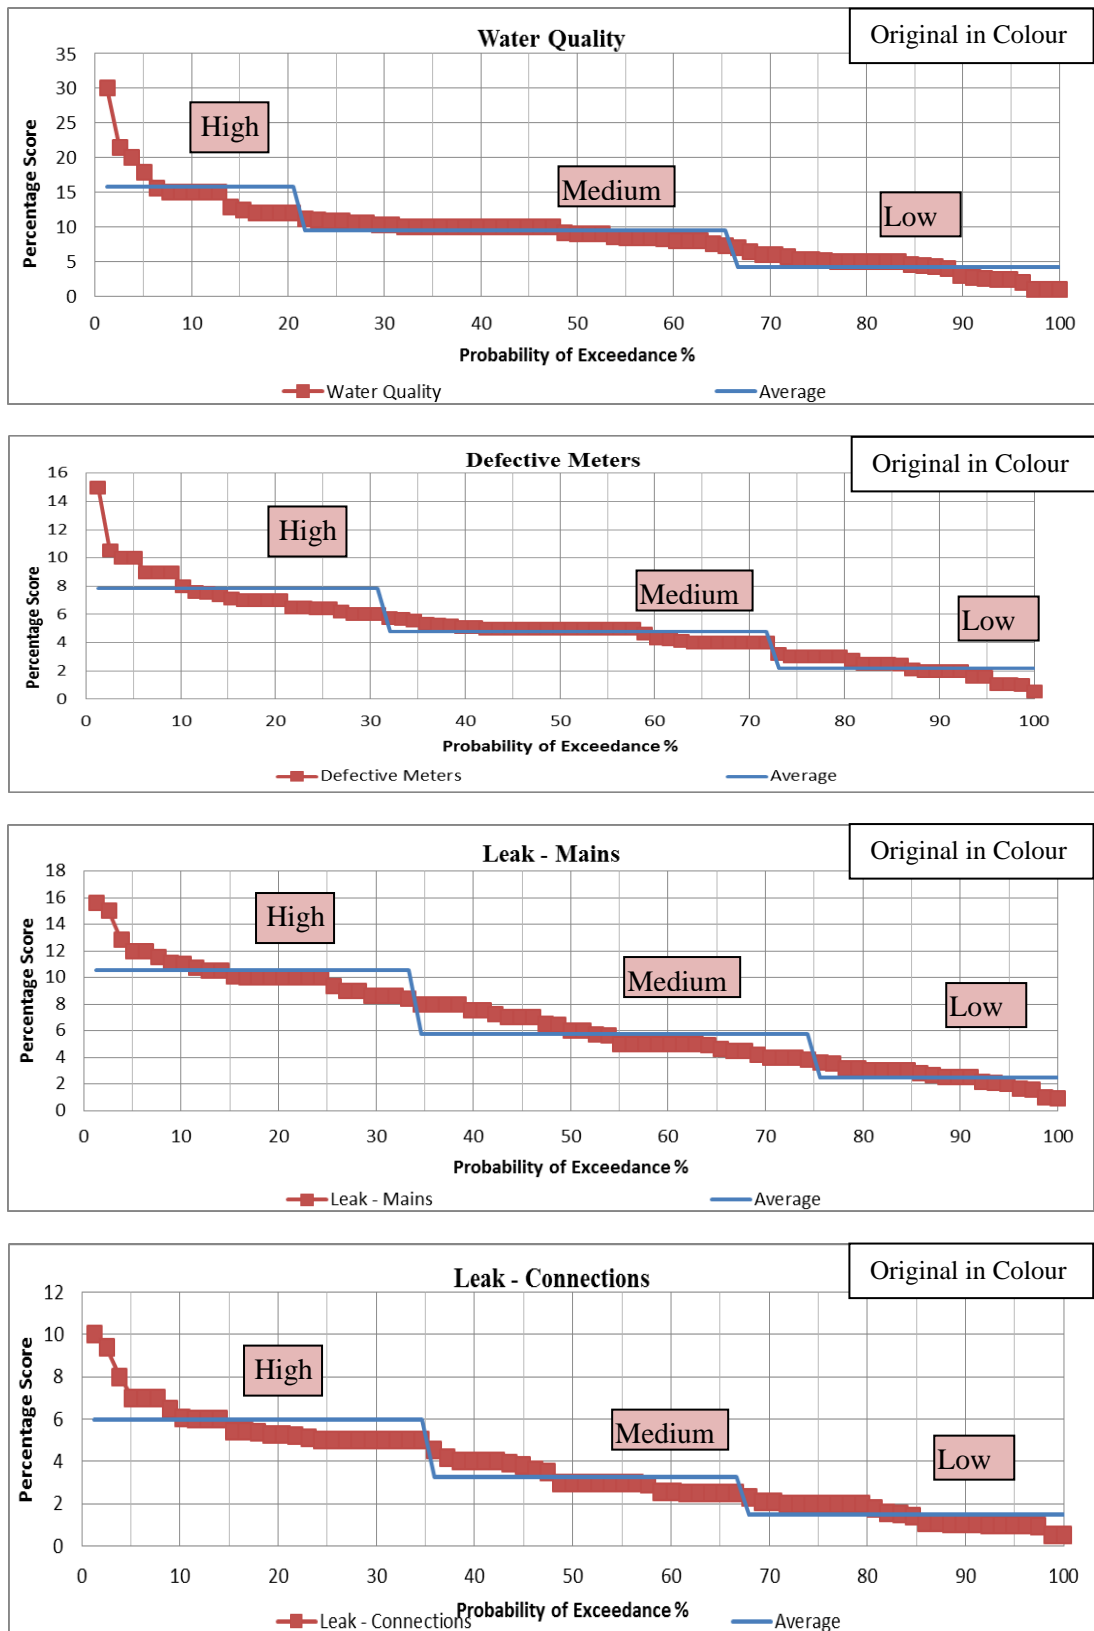 Water Quality
Original in Colour
35
30
25
20
15
10
5
0
Percentage Score
High
Medium
Low
0 10 20 30 40 50 60 70 80 90 100
Probability of Exceedance %
Water Quality Average
Defective Meters
Original in Colour
16
14
12
10
8
6
4
2
0
Percentage Score
High
Medium
Low
0 10 20 30 40 50 60 70 80 90 100
Probability of Exceedance %
Defective Meters Average
Leak - Mains
Original in Colour
18
16
14
12
10
8
6
4
2
0
Percentage Score
High
Medium
Low
0 10 20 30 40 50 60 70 80 90 100
Probability of Exceedance %
Leak - Mains Average
Leak - Connections
Original in Colour
12
10
8
6
4
2
0
Percentage Score
High
Medium
Low
0 10 20 30 40 50 60 70 80 90 100
Probability of Exceedance %
Leak - Connections Average